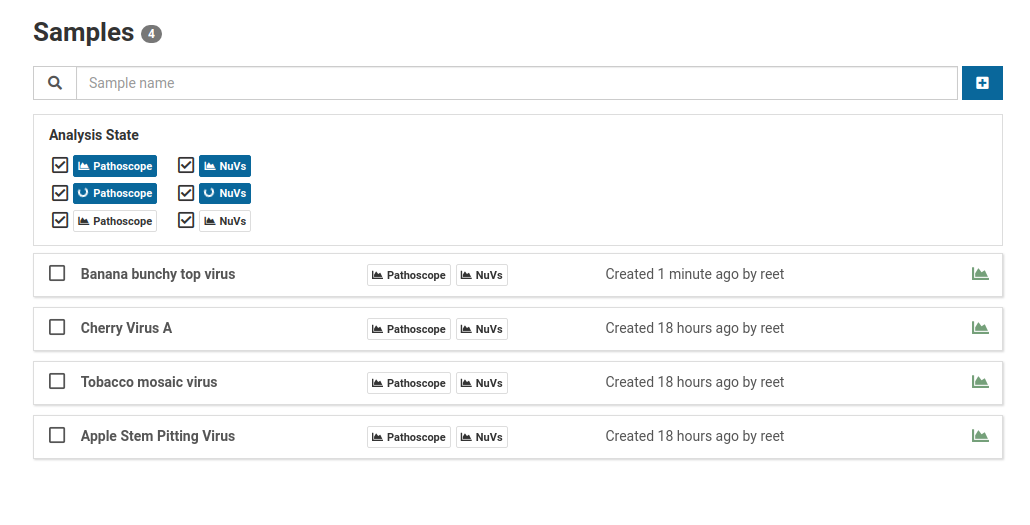 Samples 4
Sample name
Analysis State
Pathoscope NuVs
Pathoscope NuVs
Pathoscope NuVs
Banana bunchy top virus Pathoscope NuVs Created 1 minute ago by reet
Cherry Virus A Pathoscope NuVs Created 18 hours ago by reet
Tobacco mosaic virus Pathoscope NuVs Created 18 hours ago by reet
Apple Stem Pitting Virus Pathoscope NuVs Created 18 hours ago by reet